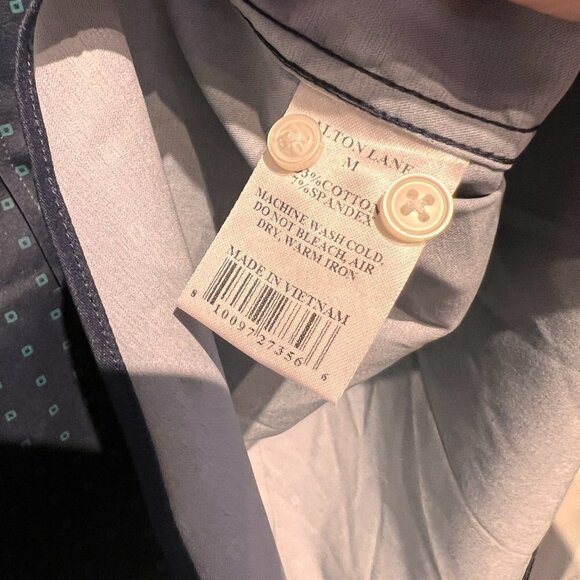 ALTON LANE
M
3%COTTON
7%SPANDEX
MACHINE WASH COLD,
DO NOT BLEACH, AIR
DRY, WARM IRON
MADE IN VIETNAM
8 10097 27356 6